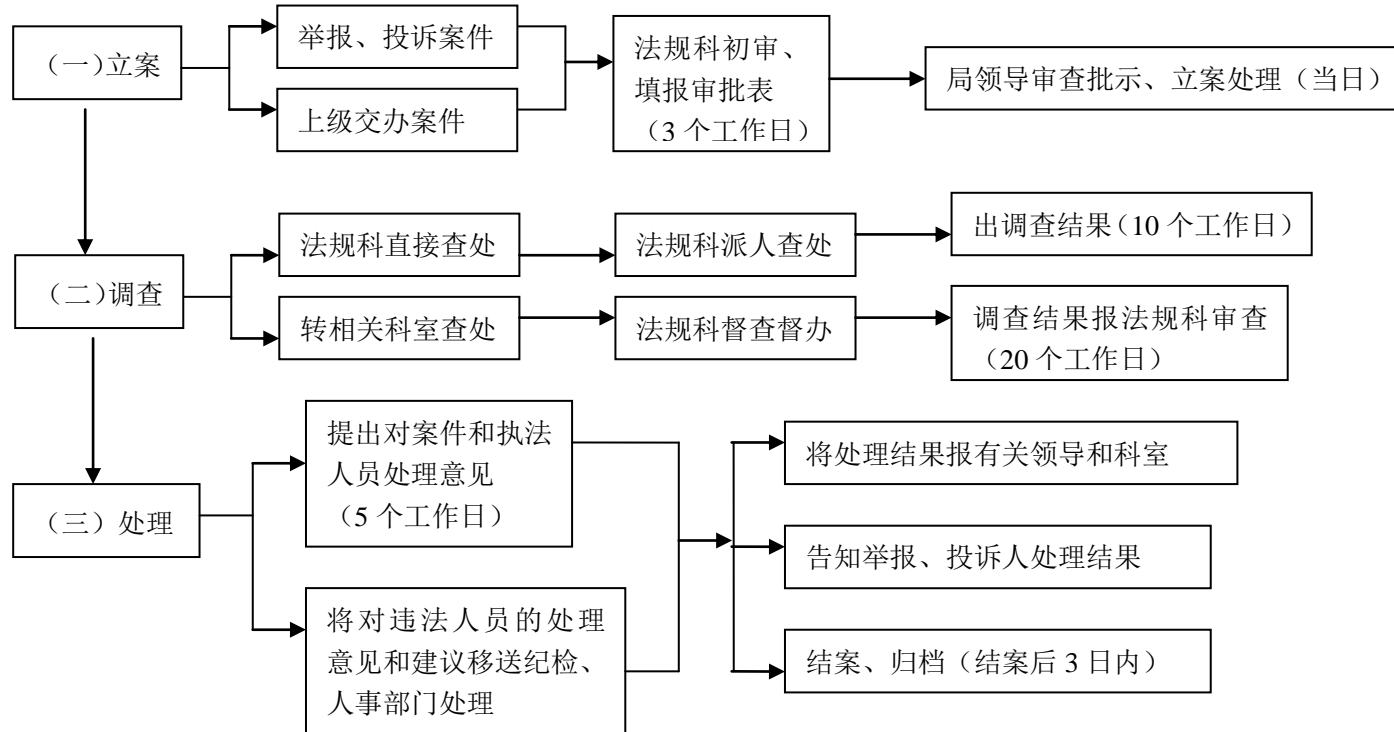 （一）立案
举报、投诉案件
上级交办案件
法规科初审、
填报审批表
（3 个工作日）
局领导审查批示、立案处理（当日）
（二）调查
法规科直接查处
转相关科室查处
法规科派人查处
法规科督查督办
出调查结果（10 个工作日）
调查结果报法规科审查
（20 个工作日）
（三）处理
提出对案件和执法
人员处理意见
（5 个工作日）
将对违法人员的处理
意见和建议移送纪检、
人事部门处理
将处理结果报有关领导和科室
告知举报、投诉人处理结果
结案、归档（结案后 3 日内）